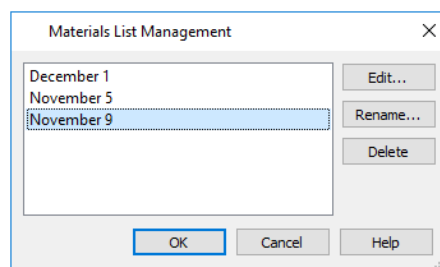 Materials List Management
December 1
November 5
November 9
Edit...
Rename...
Delete
OK
Cancel
Help